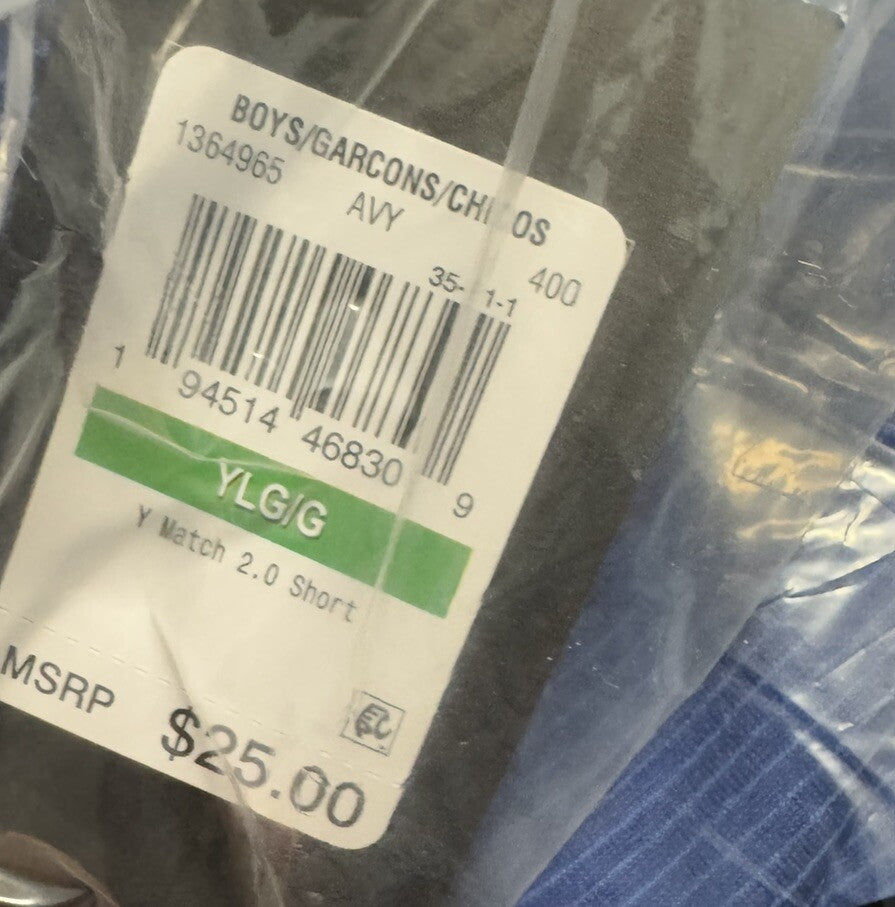 BOYS/GARCONS/CHICOS
1364965
AVY
400
35- 1-1
1 94514 46830 9
YLG/G
Y Match 2.0 Short
MSRP
$25.00